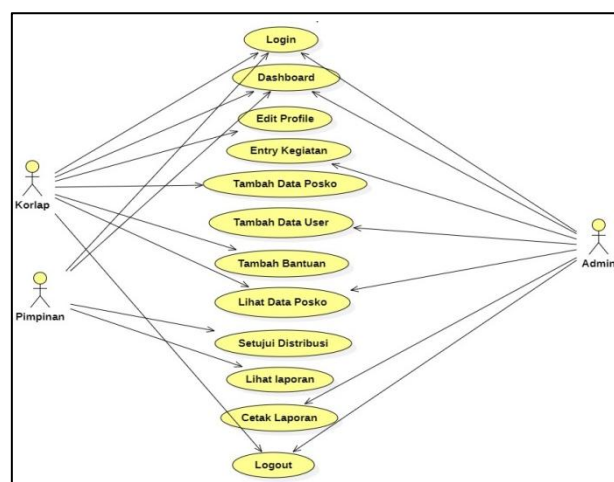 Login
Dashboard
Edit Profile
Entry Kegiatan
Tambah Data Posko
Korlap
Tambah Data User
Admin
Tambah Bantuan
Lihat Data Posko
Pimpinan
Setujui Distribusi
Lihat laporan
Cetak Laporan
Logout